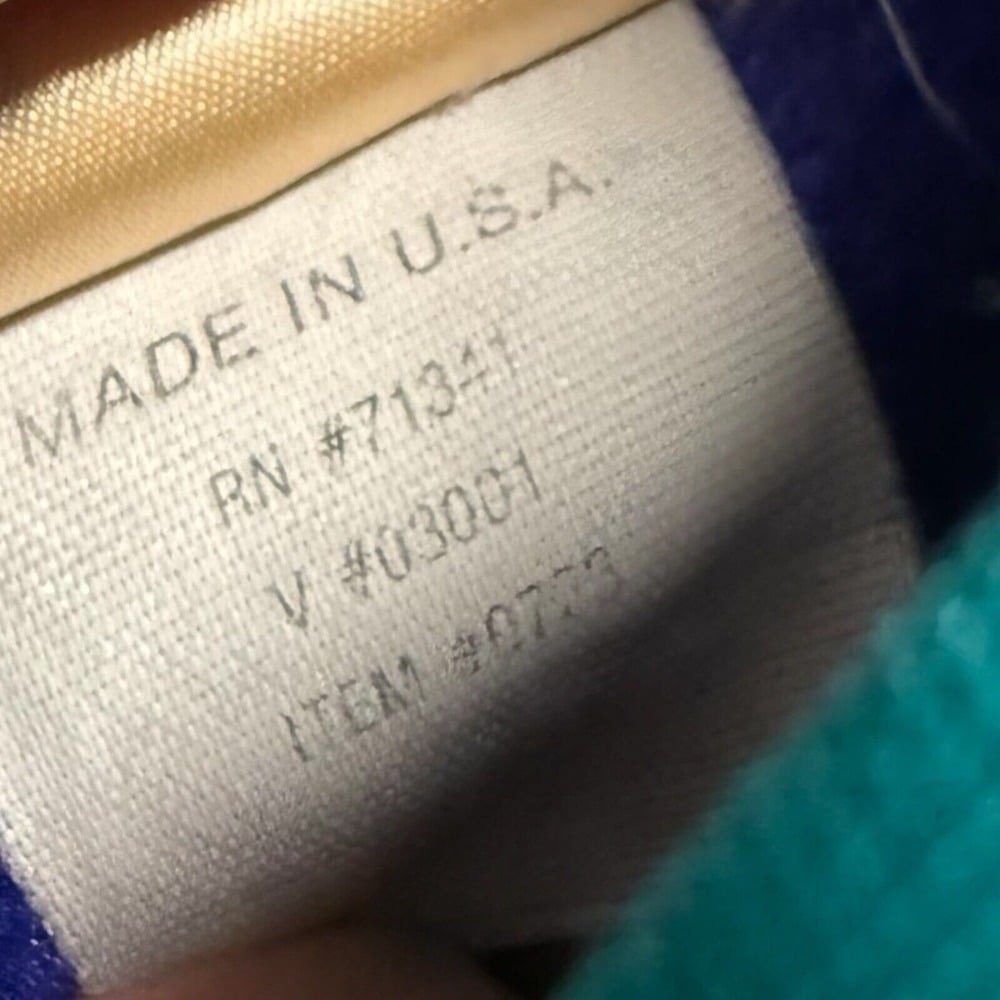 MADE IN U.S.A.
RN #71341
V #03001
ITEM